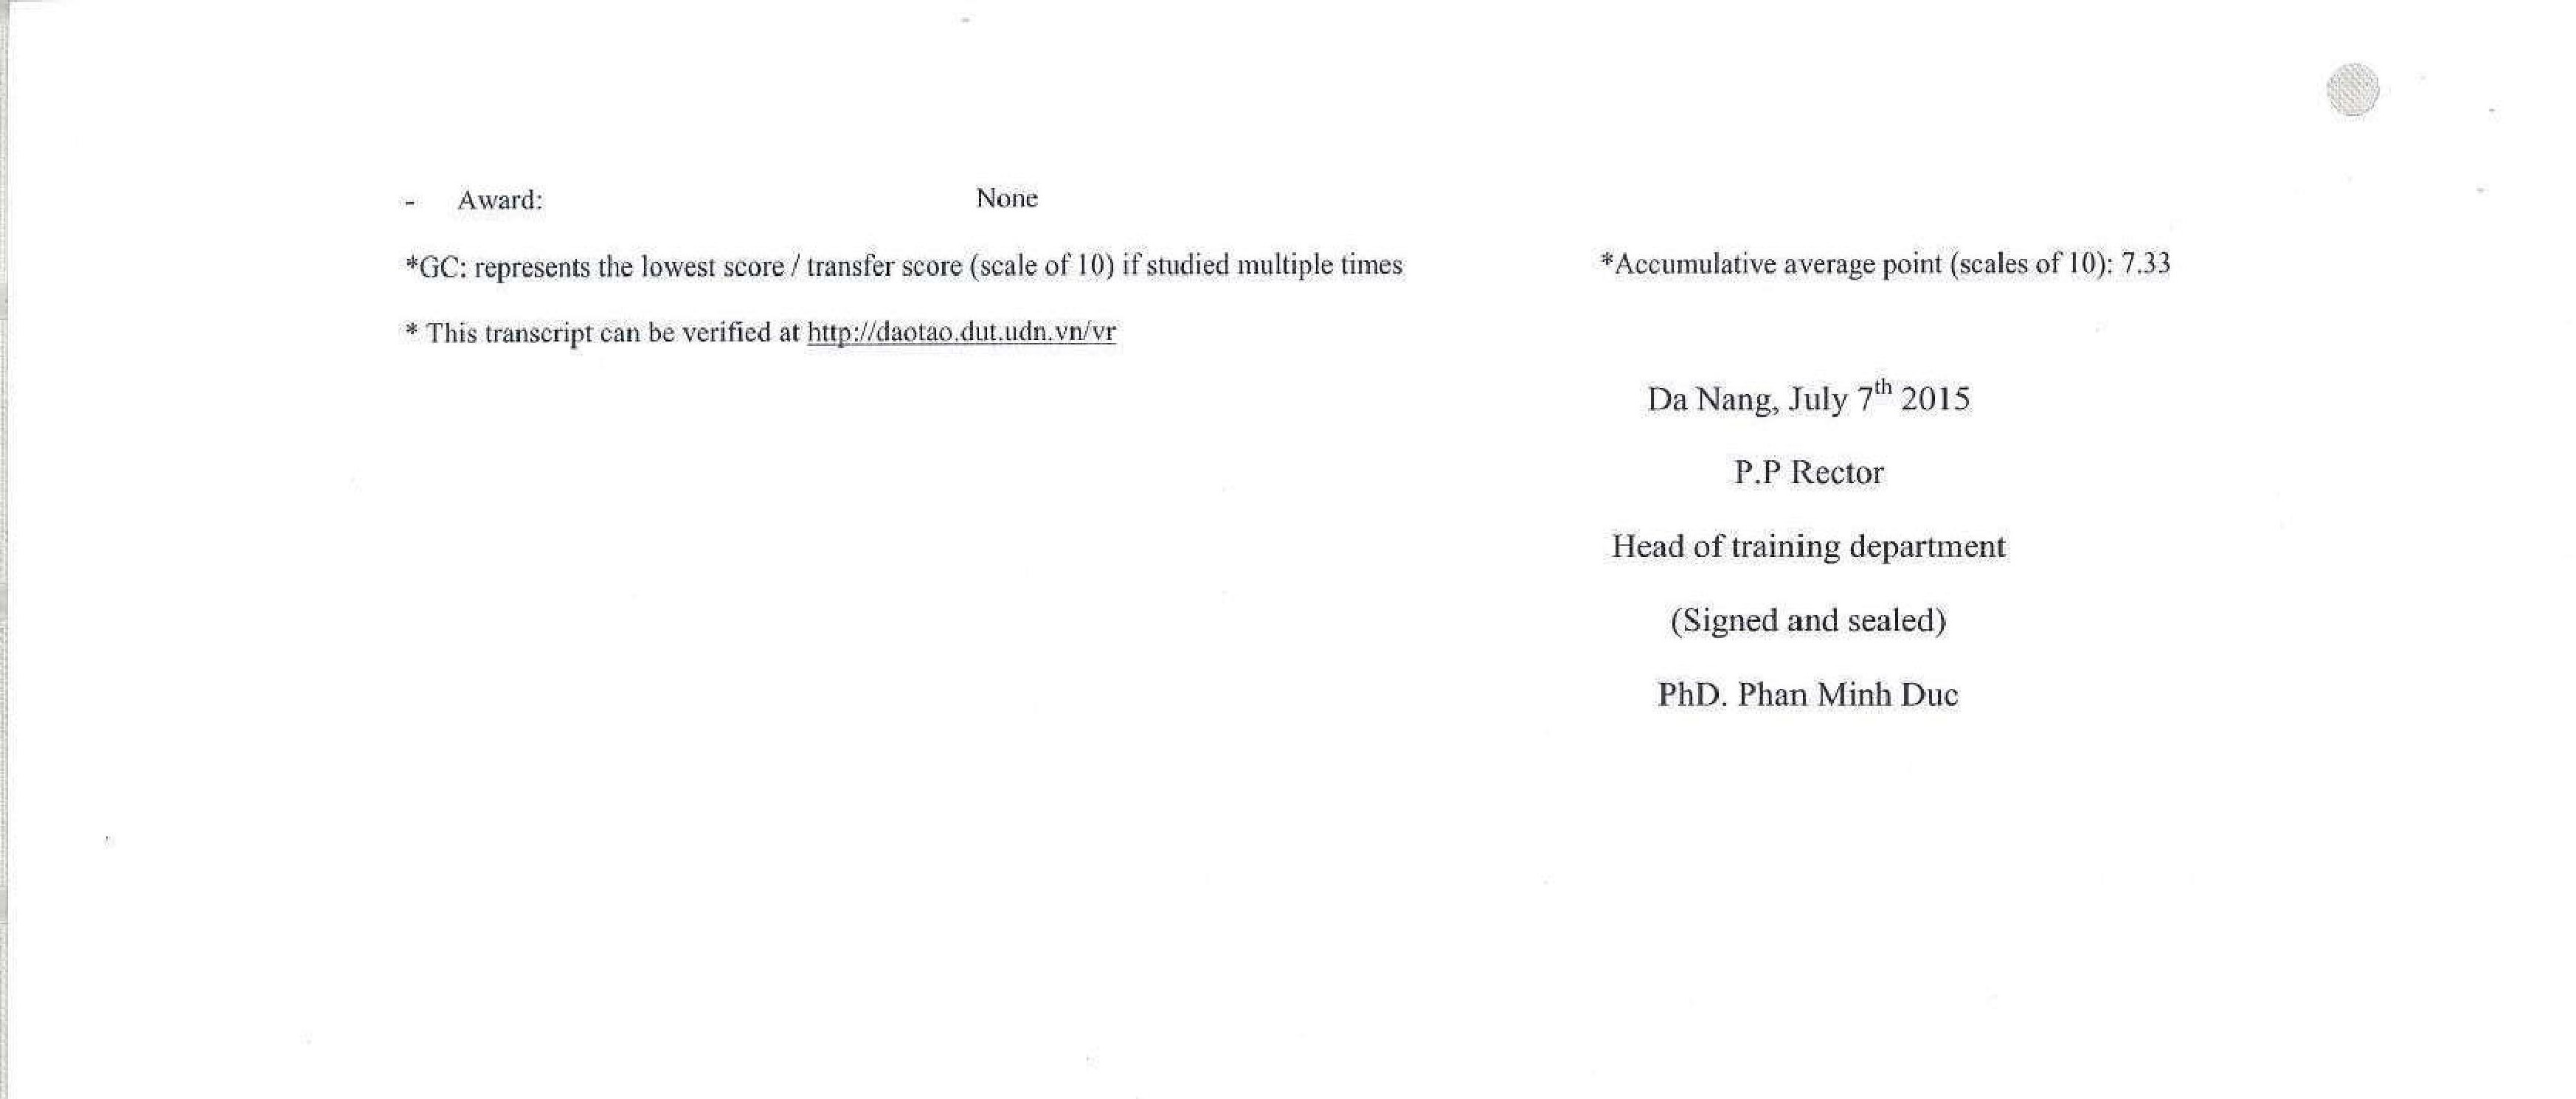 - Award: None
*GC: represents the lowest score / transfer score (scale of 10) if studied multiple times *Accumulative average point (scales of 10): 7.33
* This transcript can be verified at http://daotao.dut.udn.vn/vr
Da Nang, July 7th 2015
P.P Rector
Head of training department
(Signed and sealed)
PhD. Phan Minh Duc